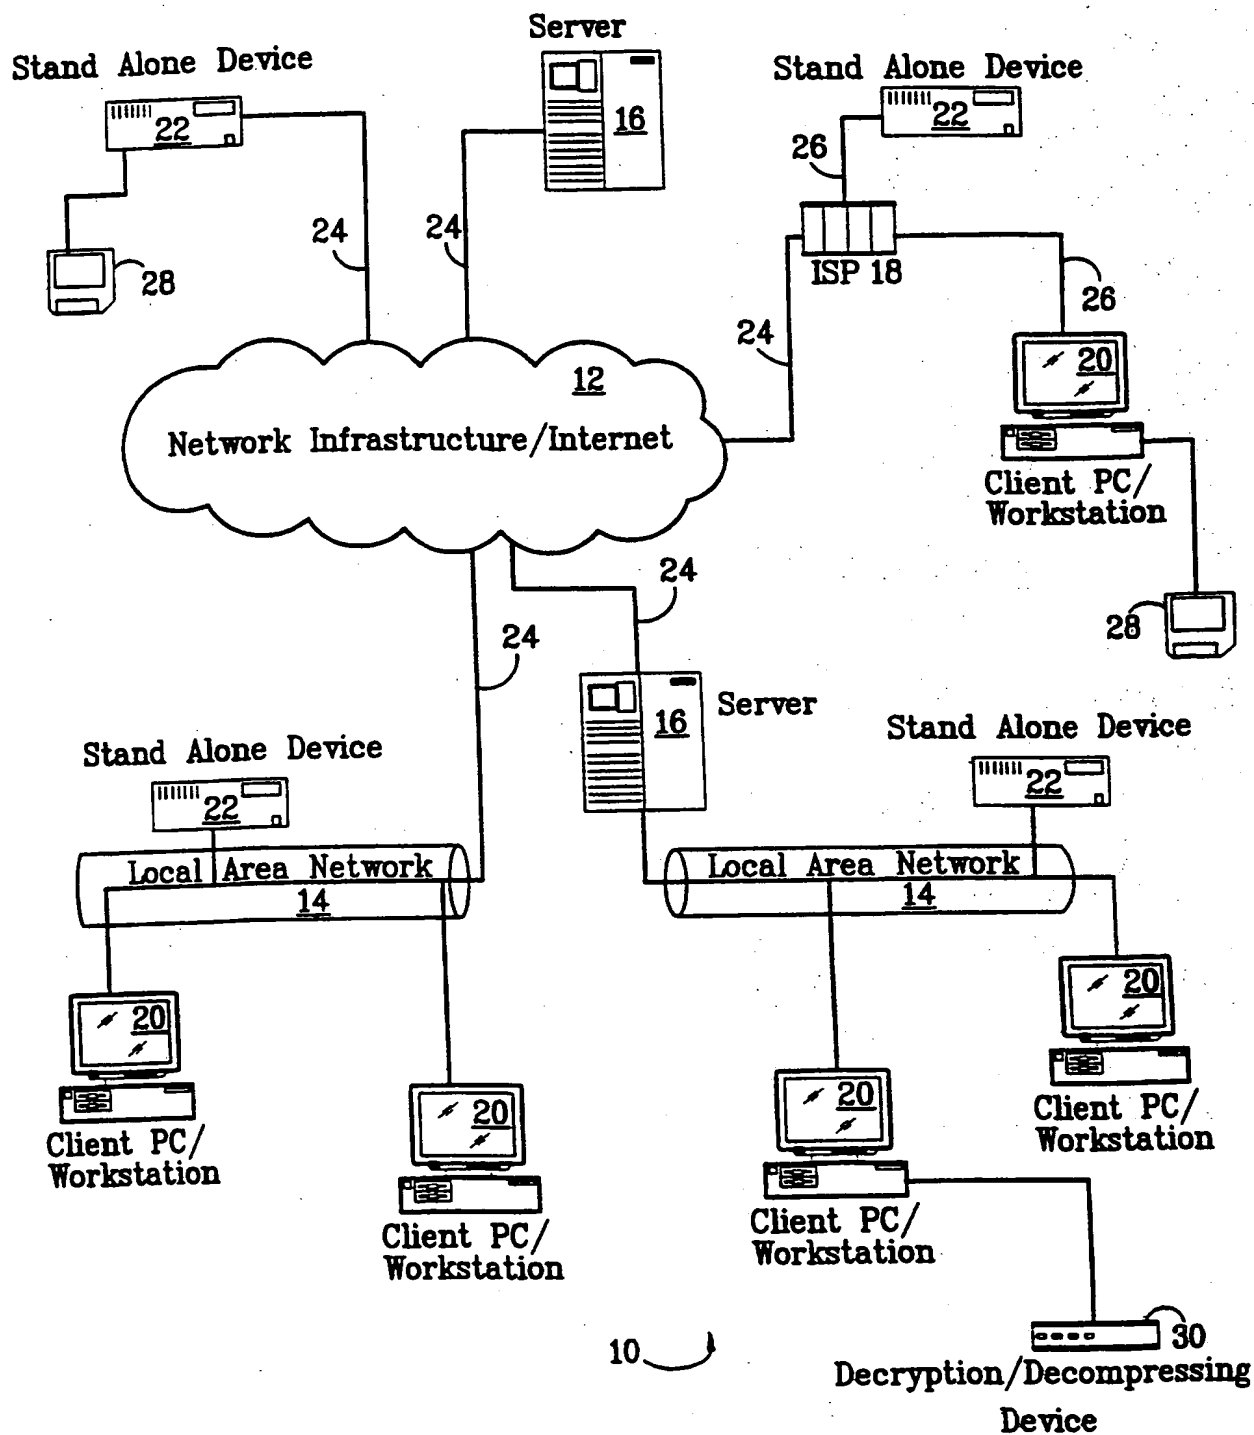 Server
Stand Alone Device
22
16
Stand Alone Device
22
26
24
24
28
ISP 18
26
24
20
12
Network Infrastructure/Internet
Client PC/
Workstation
24
28
24
16
Server
Stand Alone Device
22
Stand Alone Device
22
Local Area Network
14
Local Area Network
14
20
20
Client PC/
Workstation
20
Client PC/
Workstation
20
Client PC/
Workstation
Client PC/
Workstation
10
30
Decryption/Decompressing
Device